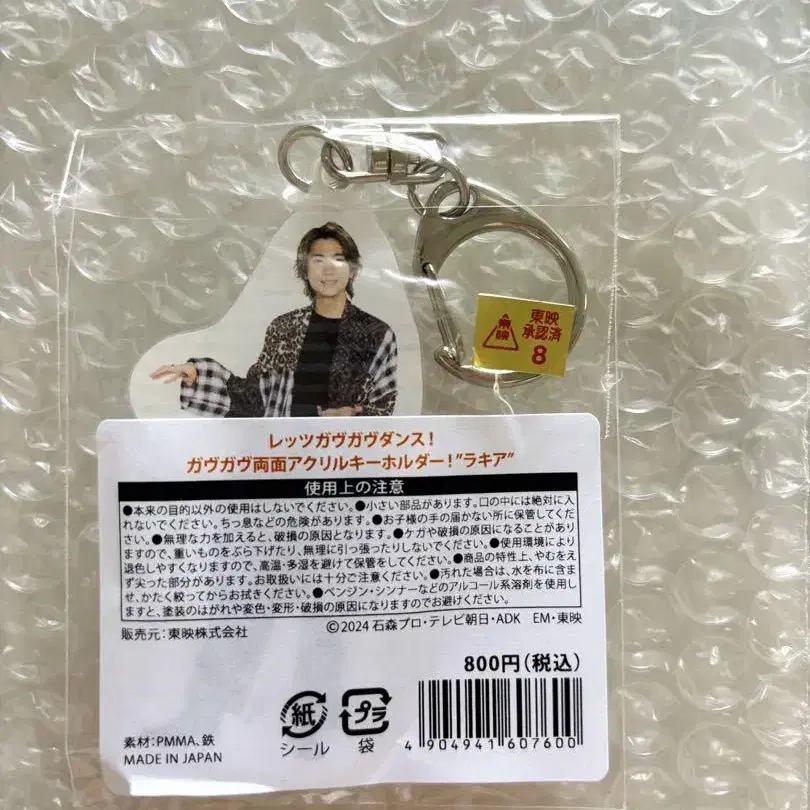 東映
東映
承認済
8
レッツガヴガヴダンス！
ガヴガヴ両面アクリルキーホルダー！"ラキア"
使用上の注意
●本来の目的以外の使用はしないでください。●小さい部品があります。口の中には絶対に入
れないでください。ちっ息などの危険があります。●お子様の手の届かない所に保管してくだ
さい。●無理な力を加えると、破損の原因となります。●ケガや破損の原因になることがあり
ますので、重いものをぶら下げたり、無理に引っ張ったりしないでください。●使用環境により
退色しやすくなりますので、高温・多湿を避けて保管をしてください。●商品の特性上、やむをえ
ず尖った部分があります。お取扱いには十分ご注意ください。●汚れた場合は、水を布に含ま
せ、かたく絞ってからお拭きください。●ベンジン・シンナーなどのアルコール系溶剤を使用し
ますと、塗装のはがれや変色・変形・破損の原因になりますのでお避けください。
販売元：東映株式会社
©2024 石森プロ・テレビ朝日・ADK EM・東映
800円（税込）
紙
シール
プラ
袋
4 904941 607600
素材：PMMA、鉄
MADE IN JAPAN